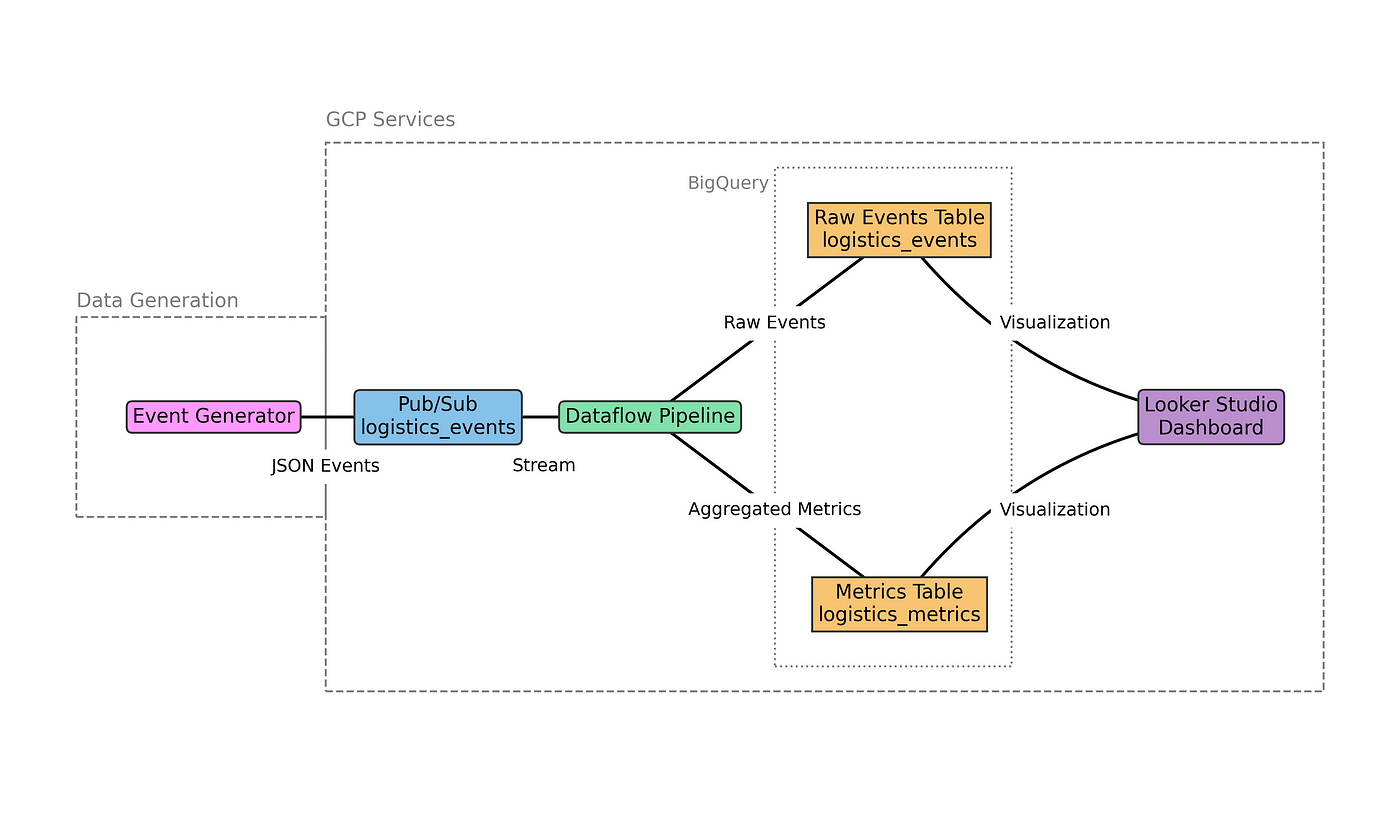 GCP Services
BigQuery
Raw Events Table
logistics_events
Data Generation
Raw Events
Visualization
Event Generator
Pub/Sub
logistics_events
Dataflow Pipeline
Looker Studio
Dashboard
JSON Events
Stream
Aggregated Metrics
Visualization
Metrics Table
logistics_metrics